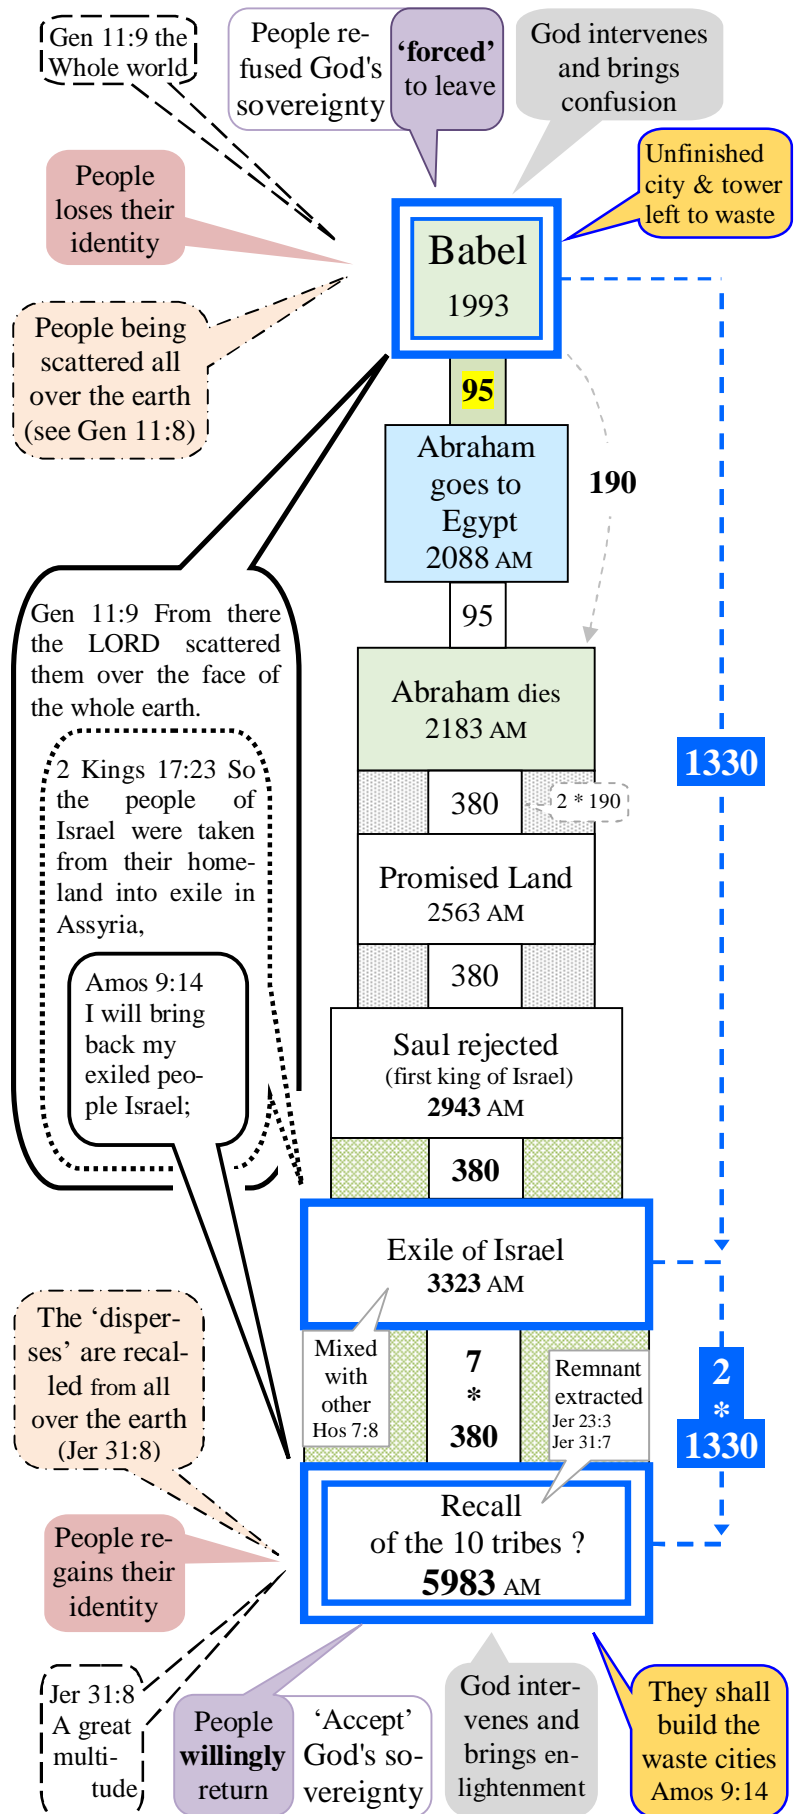 Gen 11:9 the
Whole world
People re-
fused God's
sovereignty
‘forced’
to leave
God intervenes
and brings
confusion
People
loses their
identity
Unfinished
city & tower
left to waste
Babel
1993
People being
scattered all
over the earth
(see Gen 11:8)
95
Abraham
goes to
Egypt
2088 AM
190
95
Gen 11:9 From there
the LORD scattered
them over the face of
the whole earth.
Abraham dies
2183 AM
1330
2 Kings 17:23 So
the people of
Israel were taken
from their home-
land into exile in
Assyria,
380
2 * 190
Promised Land
2563 AM
380
Amos 9:14
I will bring
back my
exiled peo-
ple Israel;
Saul rejected
(first king of Israel)
2943 AM
380
Exile of Israel
3323 AM
The ‘disper-
ses’ are recal-
led from all
over the earth
(Jer 31:8)
Mixed
with
other
Hos 7:8
7
*
380
Remnant
extracted
Jer 23:3
Jer 31:7
2
*
1330
Recall
of the 10 tribes ?
5983 AM
People re-
gains their
identity
Jer 31:8
A great
multi-
tude
People
willingly
return
‘Accept’
God's so-
vereignty
God inter-
venes and
brings en-
lightenment
They shall
build the
waste cities
Amos 9:14